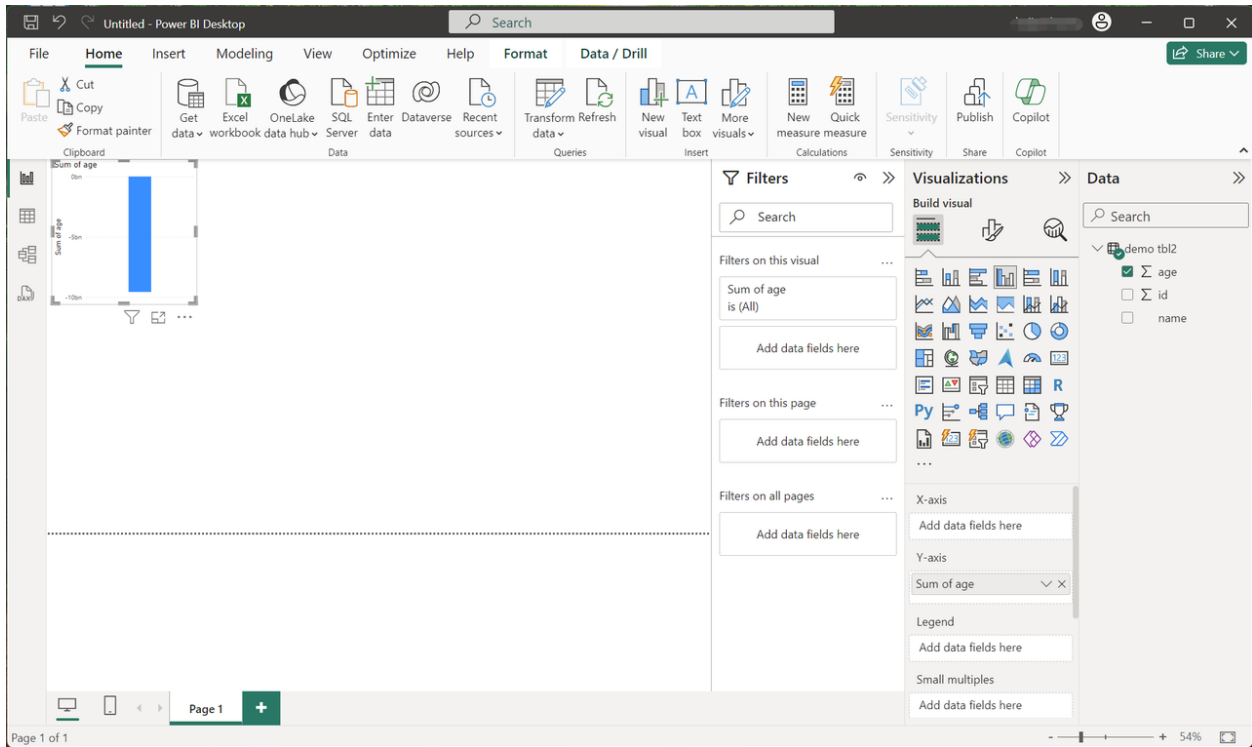 Untitled - Power BI Desktop
Search
File Home Insert Modeling View Optimize Help Format Data / Drill
Share
Paste
Cut
Copy
Format painter
Clipboard
Get data
Excel workbook
OneLake data hub
SQL Server
Enter data
Dataverse
Recent sources
Data
Transform data
Refresh
Queries
New visual
Text box
More visuals
Insert
New measure
Quick measure
Calculations
Sensitivity
Sensitivity
Publish
Share
Copilot
Copilot
Sum of age
0bn
-5bn
-10bn
Sum of age
DAX
Filters
Search
Filters on this visual
...
Sum of age
is (All)
Add data fields here
Filters on this page
...
Add data fields here
Filters on all pages
...
Add data fields here
Visualizations
Build visual
123
R
Py
123
...
X-axis
Add data fields here
Y-axis
Sum of age
Legend
Add data fields here
Small multiples
Add data fields here
Data
Search
demo tbl2
∑ age
∑ id
name
Page 1
+
Page 1 of 1
- + 54%